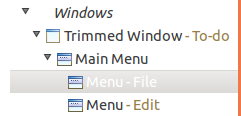 Windows
Trimmed Window - To-do
Main Menu
Menu - File
Menu - Edit